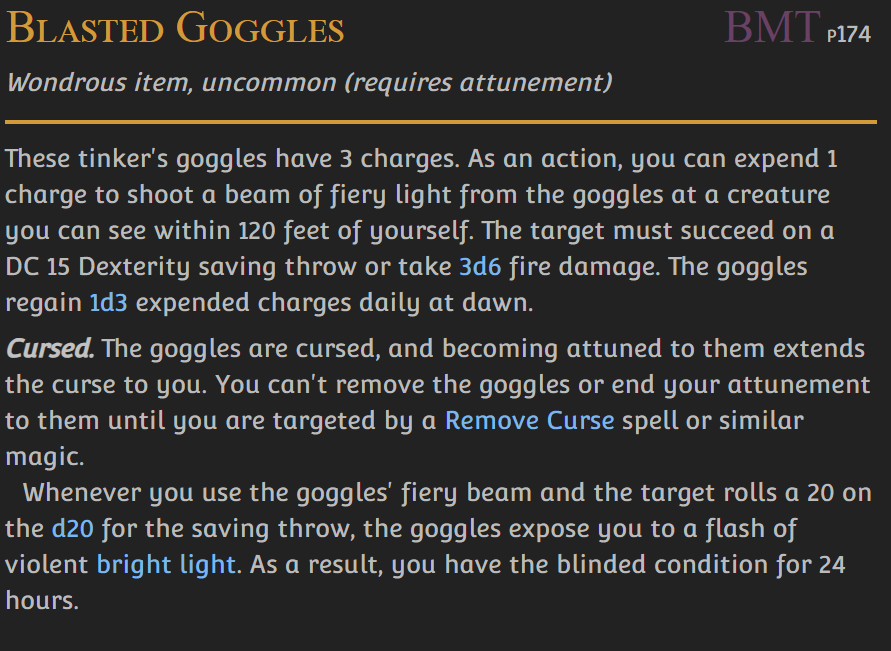 Blasted Goggles BMT p174
Wondrous item, uncommon (requires attunement)
These tinker's goggles have 3 charges. As an action, you can expend 1
charge to shoot a beam of fiery light from the goggles at a creature
you can see within 120 feet of yourself. The target must succeed on a
DC 15 Dexterity saving throw or take 3d6 fire damage. The goggles
regain 1d3 expended charges daily at dawn.
Cursed. The goggles are cursed, and becoming attuned to them extends
the curse to you. You can't remove the goggles or end your attunement
to them until you are targeted by a Remove Curse spell or similar
magic.
Whenever you use the goggles' fiery beam and the target rolls a 20 on
the d20 for the saving throw, the goggles expose you to a flash of
violent bright light. As a result, you have the blinded condition for 24
hours.